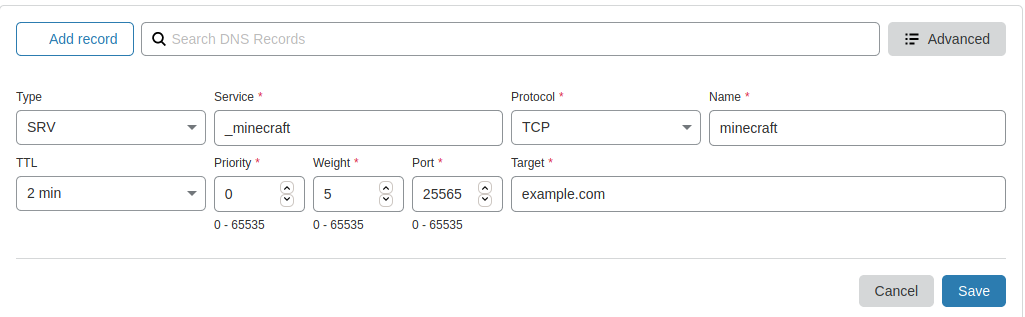 Add record Search DNS Records Advanced
Type Service * Protocol * Name *
SRV _minecraft TCP minecraft
TTL Priority * Weight * Port * Target *
2 min 0 5 25565 example.com
0 - 65535 0 - 65535 0 - 65535
Cancel Save